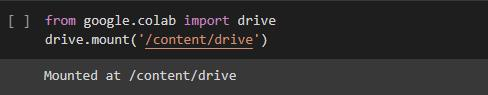 [ ] from google.colab import drive
drive.mount('/content/drive')
Mounted at /content/drive